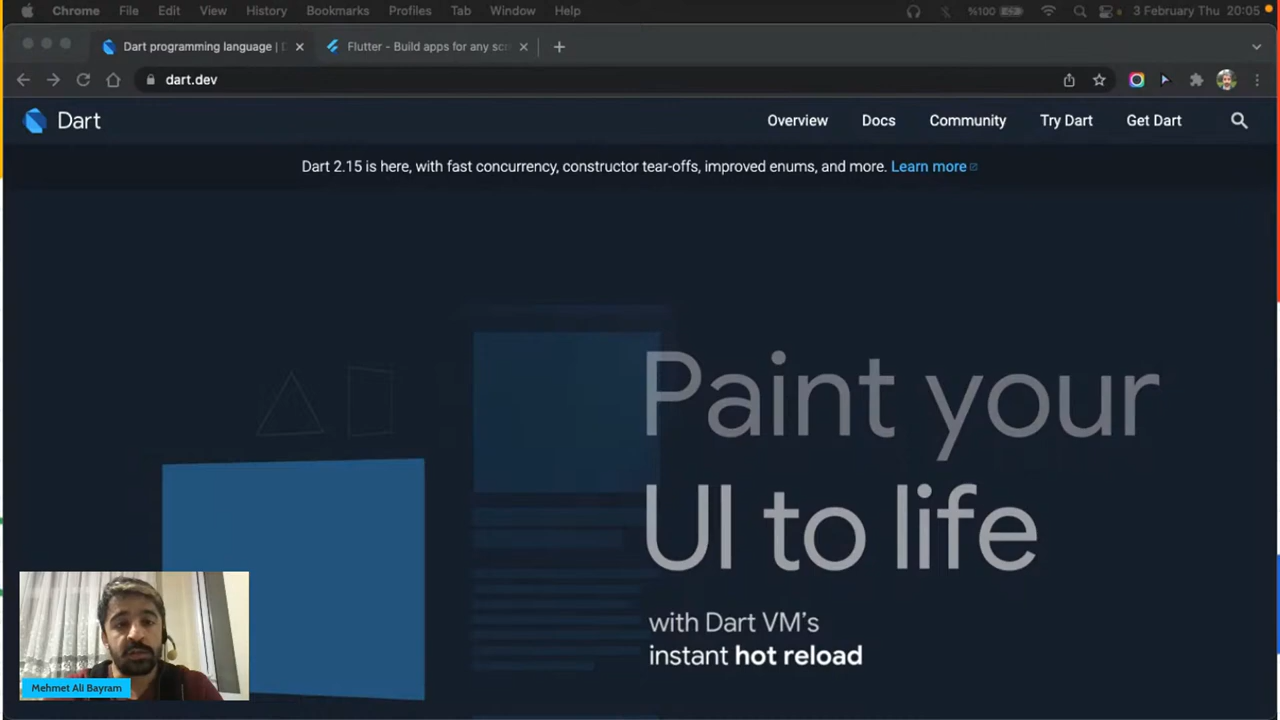 Chrome File Edit View History Bookmarks Profiles Tab Window Help %100 3 February Thu 20:05
Dart programming language | Flutter - Build apps for any scr
dart.dev
Dart Overview Docs Community Try Dart Get Dart
Dart 2.15 is here, with fast concurrency, constructor tear-offs, improved enums, and more. Learn more
Paint your
UI to life
with Dart VM's
instant hot reload
Mehmet Ali Bayram